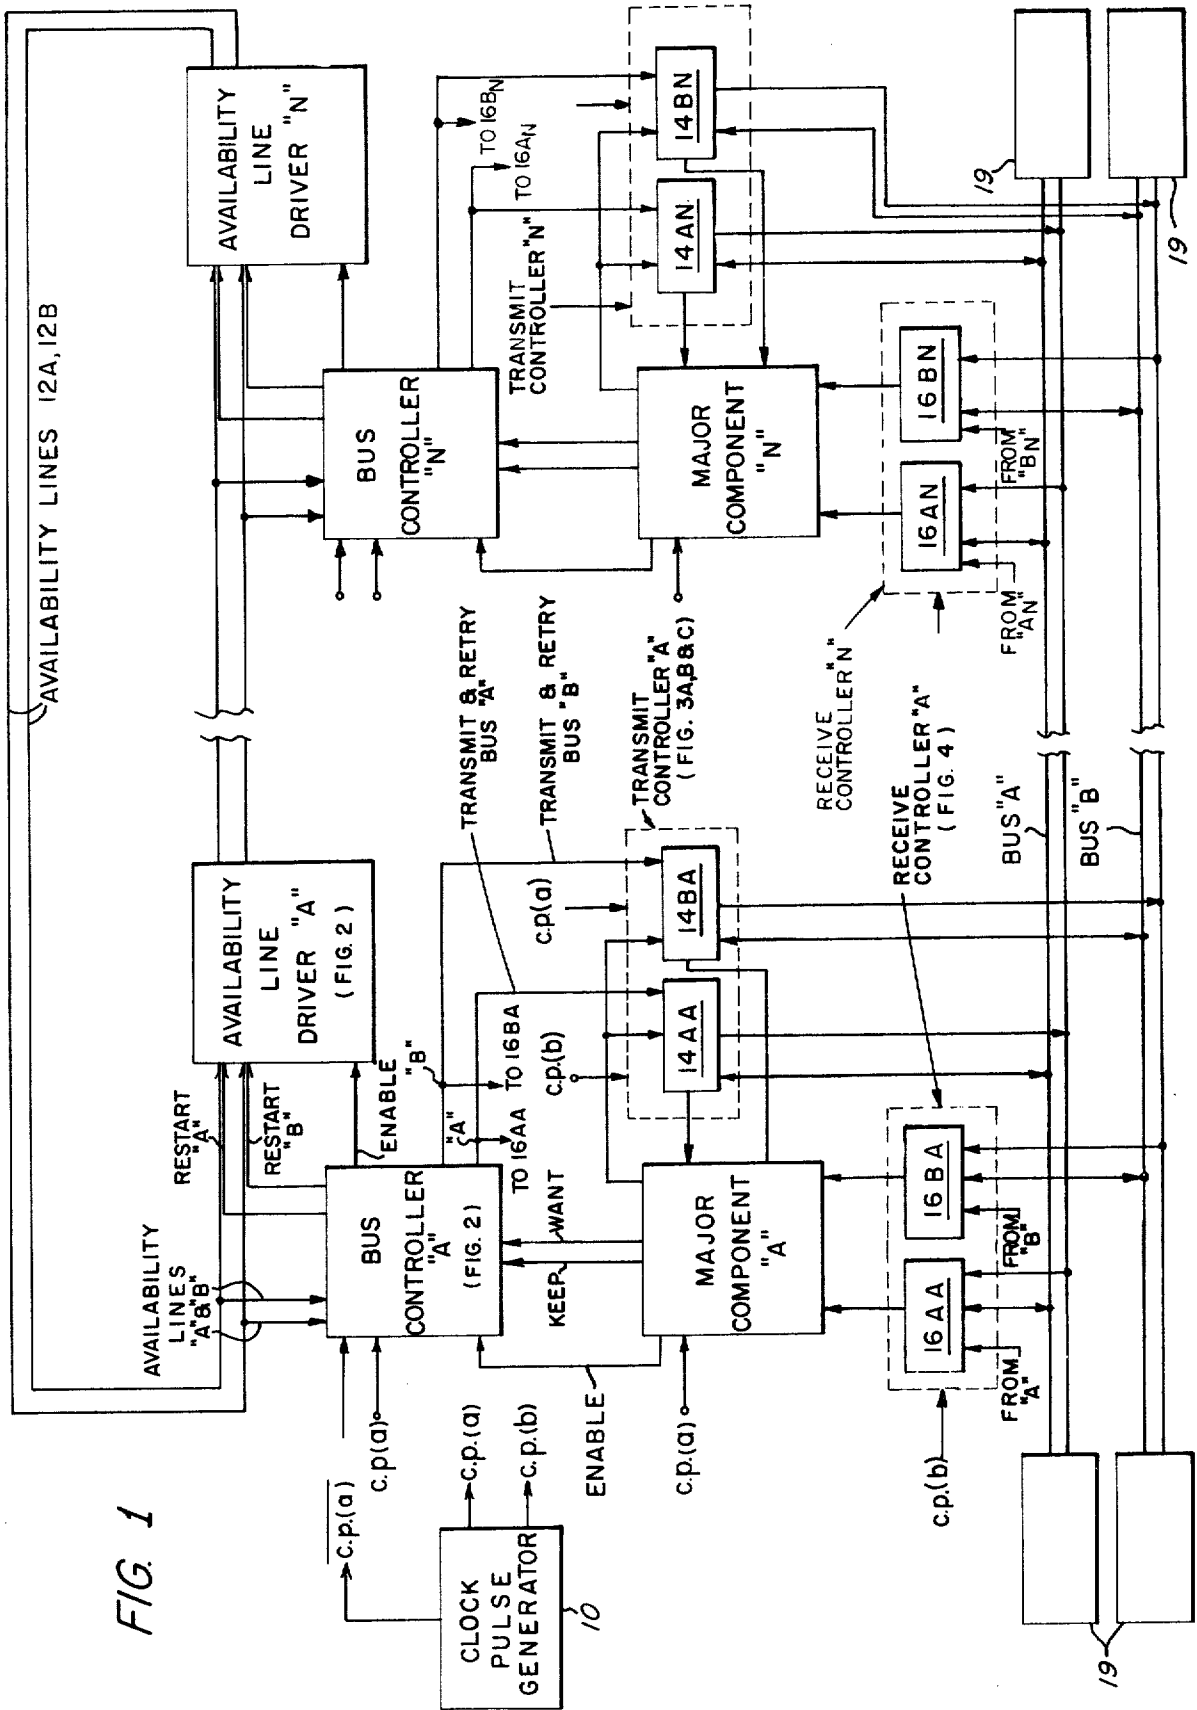 FIG. 1
AVAILABILITY LINES 12A, 12B
AVAILABILITY
LINES
"A"&"B"
RESTART
"A"
RESTART
"B"
ENABLE
AVAILABILITY
LINE
DRIVER "A"
(FIG. 2)
AVAILABILITY
LINE
DRIVER "N"
c.p.(a)
c.p.(a)
c.p(a)
c.p.(b)
CLOCK
PULSE
GENERATOR
10
BUS
CONTROLLER
"A"
(FIG. 2)
"B"
"A"
TO 16AA
TO 16BA
TRANSMIT & RETRY
BUS "A"
TRANSMIT & RETRY
BUS "B"
BUS
CONTROLLER
"N"
TO 16BN
TO 16AN
KEEP
WANT
ENABLE
c.p.(a)
c.p.(b)
c.p(a)
MAJOR
COMPONENT
"A"
14AA
14BA
TRANSMIT
CONTROLLER "A"
(FIG. 3A,B&C)
MAJOR
COMPONENT
"N"
TRANSMIT
CONTROLLER "N"
14AN
14BN
c.p.(b)
16AA
16BA
FROM
"A"
FROM
"B"
RECEIVE
CONTROLLER "A"
(FIG. 4)
RECEIVE
CONTROLLER "N"
16AN
16BN
FROM
"AN"
FROM
"BN"
BUS "A"
BUS "B"
19
19
19